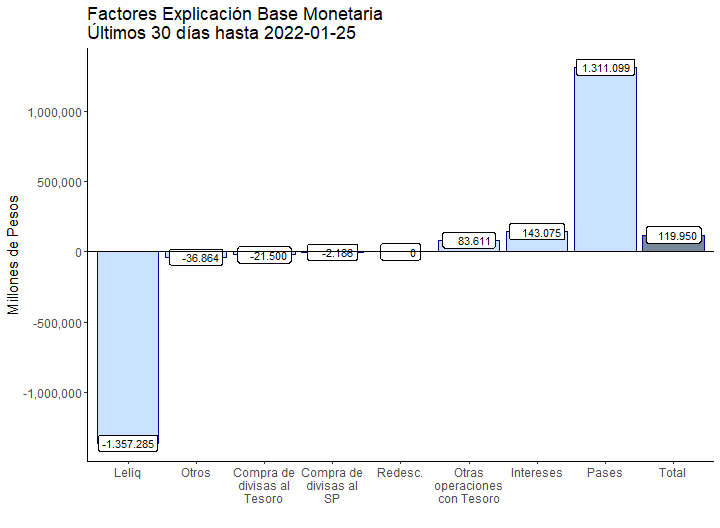 Factores Explicación Base Monetaria
Últimos 30 días hasta 2022-01-25
Millones de Pesos
1,000,000
500,000
0
-500,000
-1,000,000
-1.357.285
-36.864
-21.500
-2.186
0
83.611
143.075
1.311.099
119.950
Leliq
Otros
Compra de
divisas al
Tesoro
Compra de
divisas al
SP
Redesc.
Otras
operaciones
con Tesoro
Intereses
Pases
Total